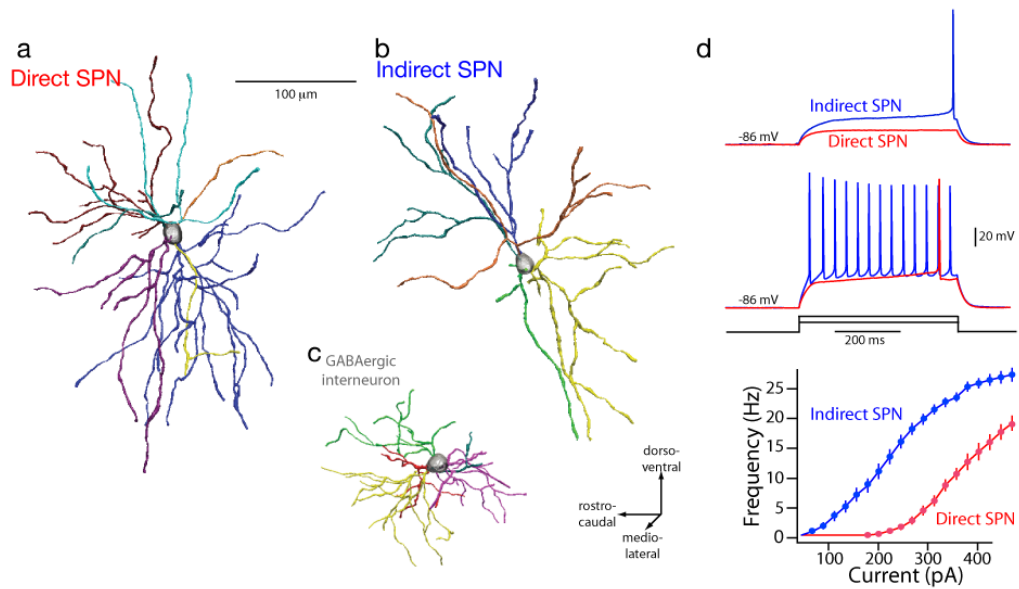 a
Direct SPN
100 μm
b
Indirect SPN
c
GABAergic
interneuron
dorso-
ventral
rostro-
caudal
medio-
lateral
d
Indirect SPN
-86 mV
Direct SPN
20 mV
-86 mV
200 ms
Frequency (Hz)
25
20
15
10
5
0
Indirect SPN
Direct SPN
100
200
300
400
Current (pA)